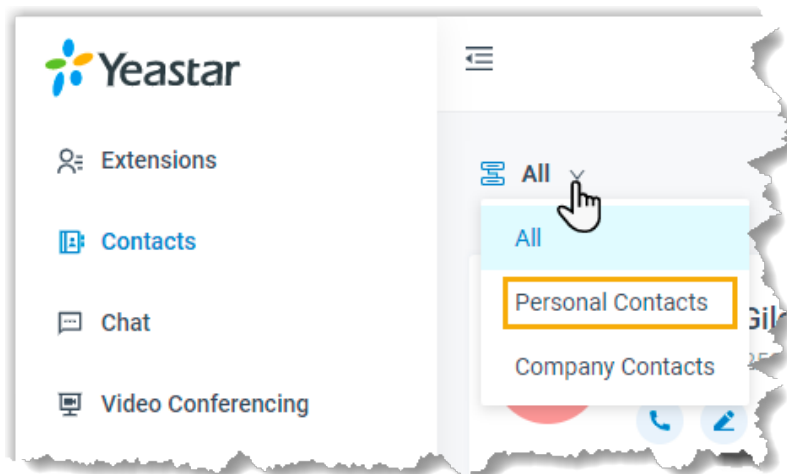 Yeastar
Extensions
All
Contacts
All
Chat
Personal Contacts
Video Conferencing
Company Contacts